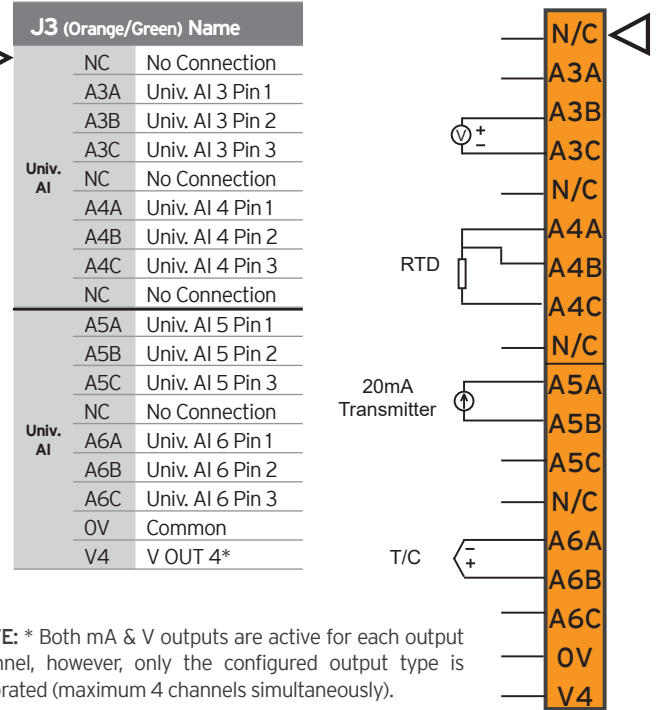 J3 (Orange/Green) Name
NC No Connection
A3A Univ. AI 3 Pin 1
A3B Univ. AI 3 Pin 2
A3C Univ. AI 3 Pin 3
Univ. AI
NC No Connection
A4A Univ. AI 4 Pin 1
A4B Univ. AI 4 Pin 2
A4C Univ. AI 4 Pin 3
NC No Connection
A5A Univ. AI 5 Pin 1
A5B Univ. AI 5 Pin 2
A5C Univ. AI 5 Pin 3
NC No Connection
Univ. AI
A6A Univ. AI 6 Pin 1
A6B Univ. AI 6 Pin 2
A6C Univ. AI 6 Pin 3
0V Common
V4 V OUT 4*
N/C
A3A
A3B
V + −
A3C
N/C
A4A
RTD
A4B
A4C
N/C
20mA
Transmitter
A5A
A5B
A5C
N/C
T/C
− +
A6A
A6B
A6C
0V
V4
TE: * Both mA & V outputs are active for each output
nnel, however, only the configured output type is
brated (maximum 4 channels simultaneously).